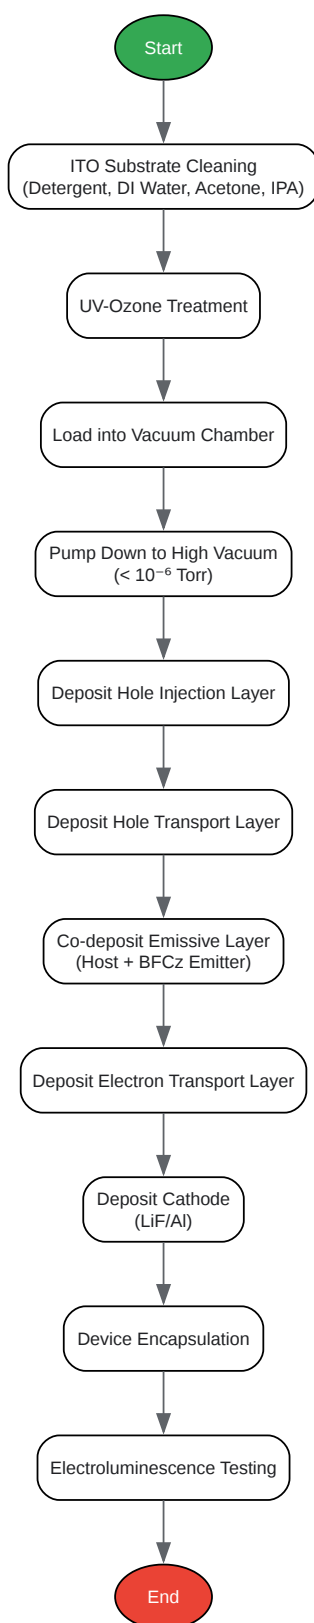 Start
ITO Substrate Cleaning
(Detergent, DI Water, Acetone, IPA)
UV-Ozone Treatment
Load into Vacuum Chamber
Pump Down to High Vacuum
(< 10⁻⁶ Torr)
Deposit Hole Injection Layer
Deposit Hole Transport Layer
Co-deposit Emissive Layer
(Host + BFCz Emitter)
Deposit Electron Transport Layer
Deposit Cathode
(LiF/Al)
Device Encapsulation
Electroluminescence Testing
End